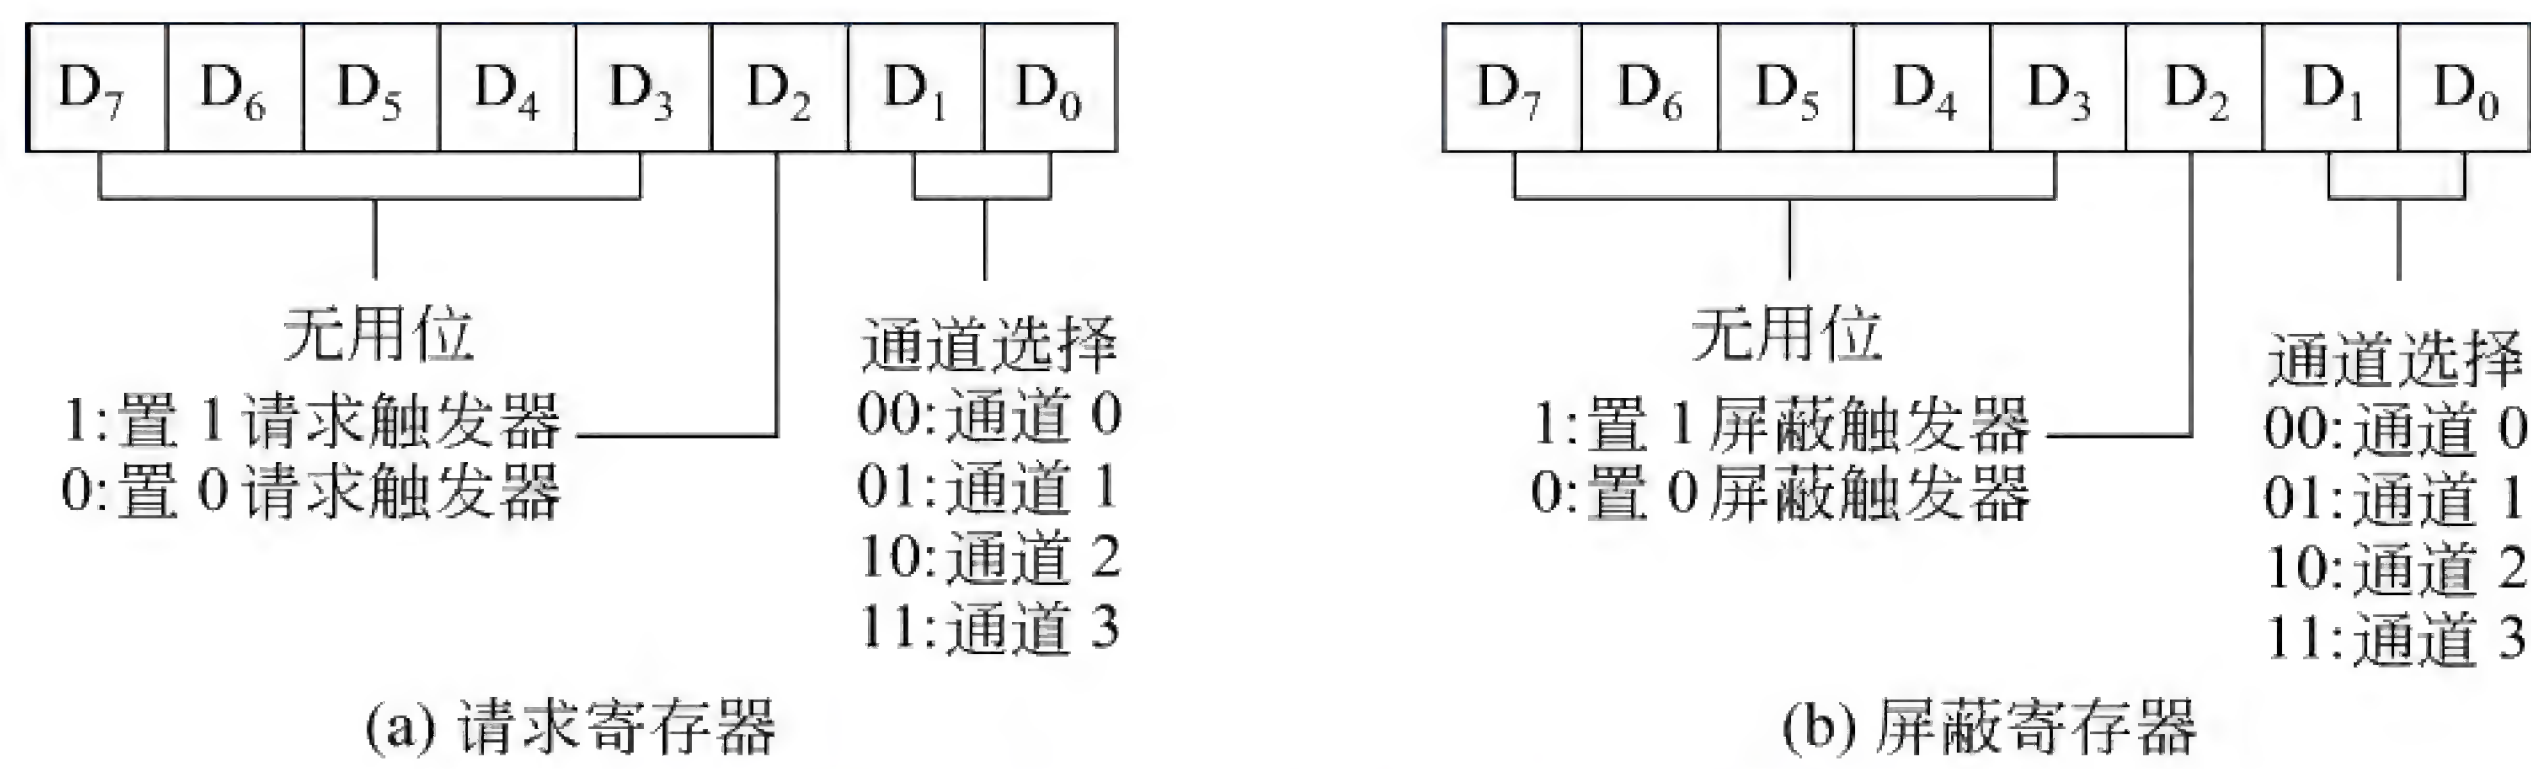 D7 D6 D5 D4 D3 D2 D1 D0
无用位
1:置 1 请求触发器
0:置 0 请求触发器
通道选择
00:通道 0
01:通道 1
10:通道 2
11:通道 3
(a) 请求寄存器
D7 D6 D5 D4 D3 D2 D1 D0
无用位
1:置 1 屏蔽触发器
0:置 0 屏蔽触发器
通道选择
00:通道 0
01:通道 1
10:通道 2
11:通道 3
(b) 屏蔽寄存器